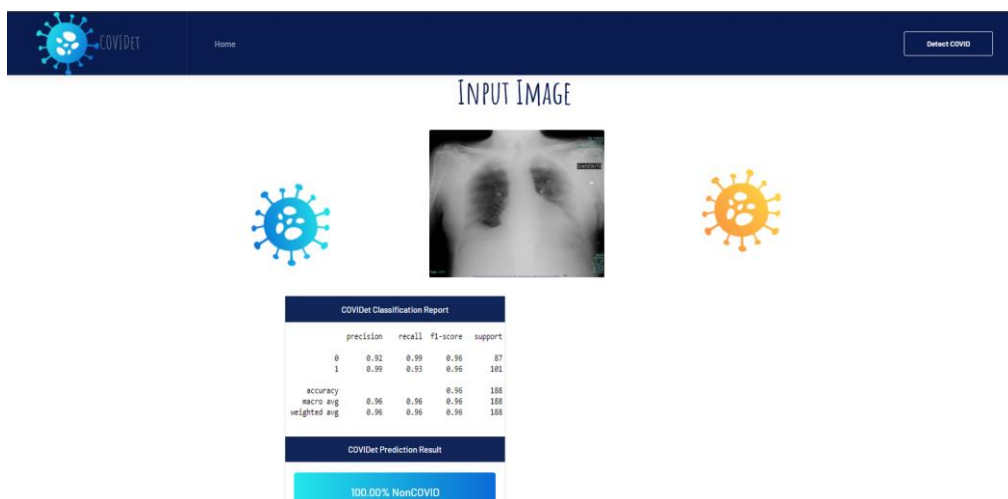 COVIDET
Home
Detect COVID
INPUT IMAGE
COVIDet Classification Report
precision recall f1-score support
0 0.92 0.99 0.96 87
1 0.99 0.93 0.96 101
accuracy 0.96 188
macro avg 0.96 0.96 0.96 188
weighted avg 0.96 0.96 0.96 188
COVIDet Prediction Result
100.00% NonCOVID